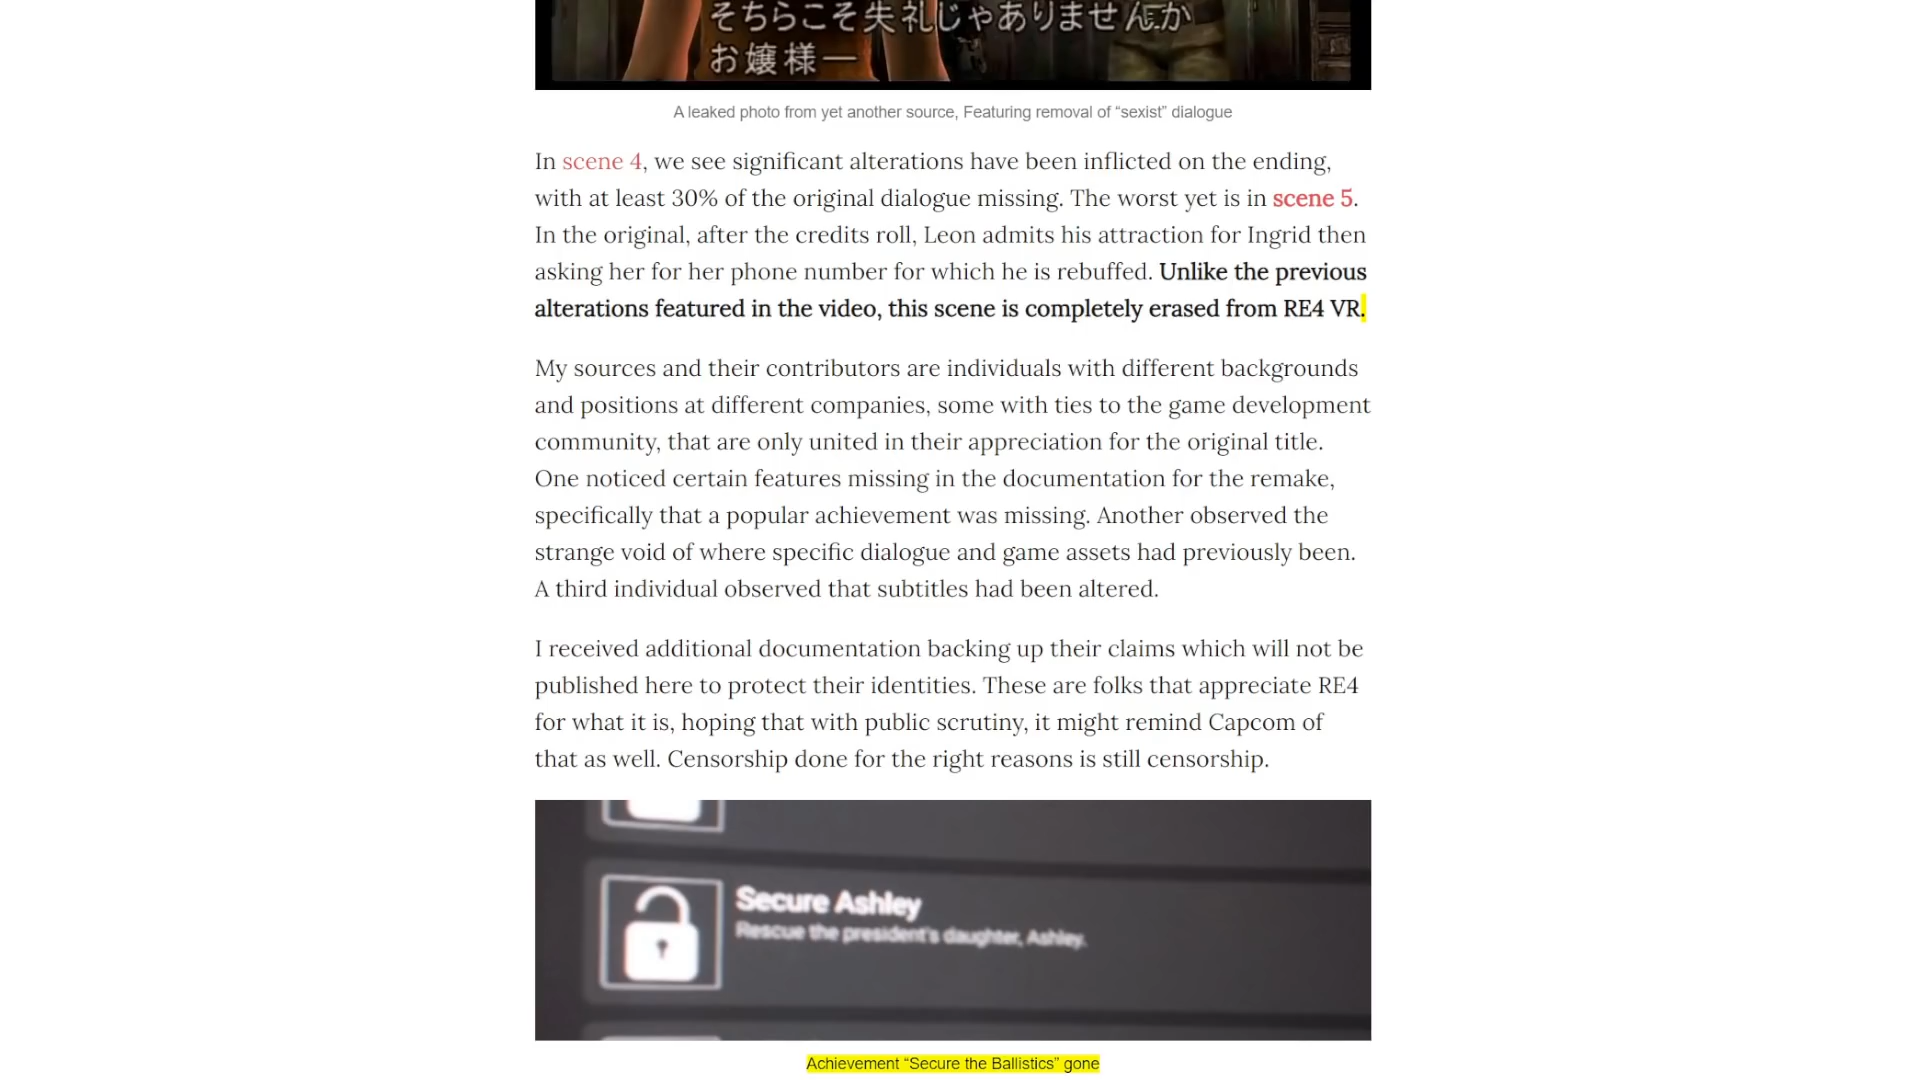 そちらこそ失礼じゃありませんか
お嬢様―
A leaked photo from yet another source, Featuring removal of “sexist” dialogue
In scene 4, we see significant alterations have been inflicted on the ending,
with at least 30% of the original dialogue missing. The worst yet is in scene 5.
In the original, after the credits roll, Leon admits his attraction for Ingrid then
asking her for her phone number for which he is rebuffed. Unlike the previous
alterations featured in the video, this scene is completely erased from RE4 VR.
My sources and their contributors are individuals with different backgrounds
and positions at different companies, some with ties to the game development
community, that are only united in their appreciation for the original title.
One noticed certain features missing in the documentation for the remake,
specifically that a popular achievement was missing. Another observed the
strange void of where specific dialogue and game assets had previously been.
A third individual observed that subtitles had been altered.
I received additional documentation backing up their claims which will not be
published here to protect their identities. These are folks that appreciate RE4
for what it is, hoping that with public scrutiny, it might remind Capcom of
that as well. Censorship done for the right reasons is still censorship.
Secure Ashley
Rescue the president's daughter, Ashley.
Achievement “Secure the Ballistics” gone